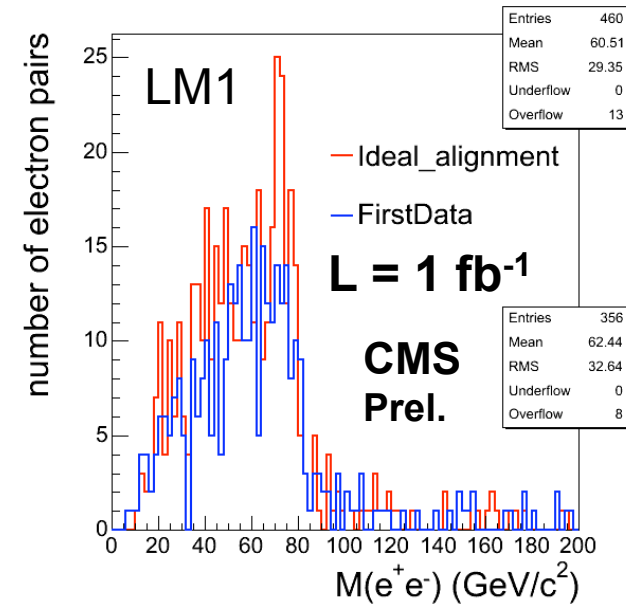 Entries 460
Mean 60.51
RMS 29.35
Underflow 0
Overflow 13
LM1
Ideal_alignment
FirstData
L = 1 fb-1
CMS
Prel.
Entries 356
Mean 62.44
RMS 32.64
Underflow 0
Overflow 8
number of electron pairs
25
20
15
10
5
0
0 20 40 60 80 100 120 140 160 180 200
M(e+e-) (GeV/c2)